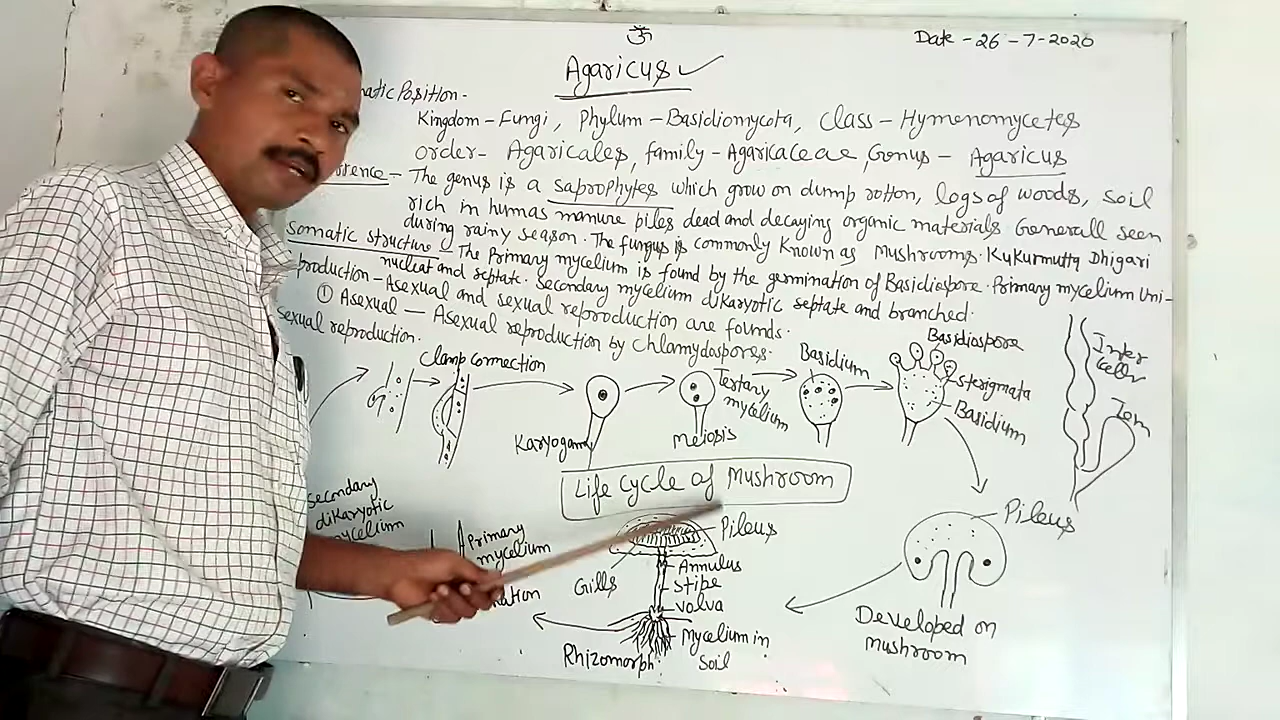 ॐ
Date - 26 - 7 - 2020
Agaricus
matic Position -
Kingdom - Fungi, Phylum - Basidiomycota, Class - Hymenomycetes
order - Agaricales, family - Agaricaceae, Genus - Agaricus
rence - The genus is a saprophytes which grow on dump rotton, logs of woods, soil
rich in humas manure piles dead and decaying organic materials Generall seen
during rainy season. The fungus is commonly known as Mushrooms. Kukurmutta Dhigari
Somatic structure - The Primary mycelium is found by the germination of Basidiospore. Primary mycelium Uni-
nucleat and septate. Secondary mycelium dikaryotic septate and branched.
production - Asexual and sexual reproduction are founds.
① Asexual — Asexual reproduction by chlamydospores.
sexual reproduction.
Clamp connection
Karyogamy
Meiosis
Tertary
mycelium
Basidium
Basidiospore
sterigmata
Basidium
Inter
Life Cycle of Mushroom
secondary
dikaryotic
mycelium
Primary
mycelium
nation
Pileus
Grills
Annulus
stipe
volva
Mycelium in
soil
Rhizomorph
Pileus
Developed on
mushroom